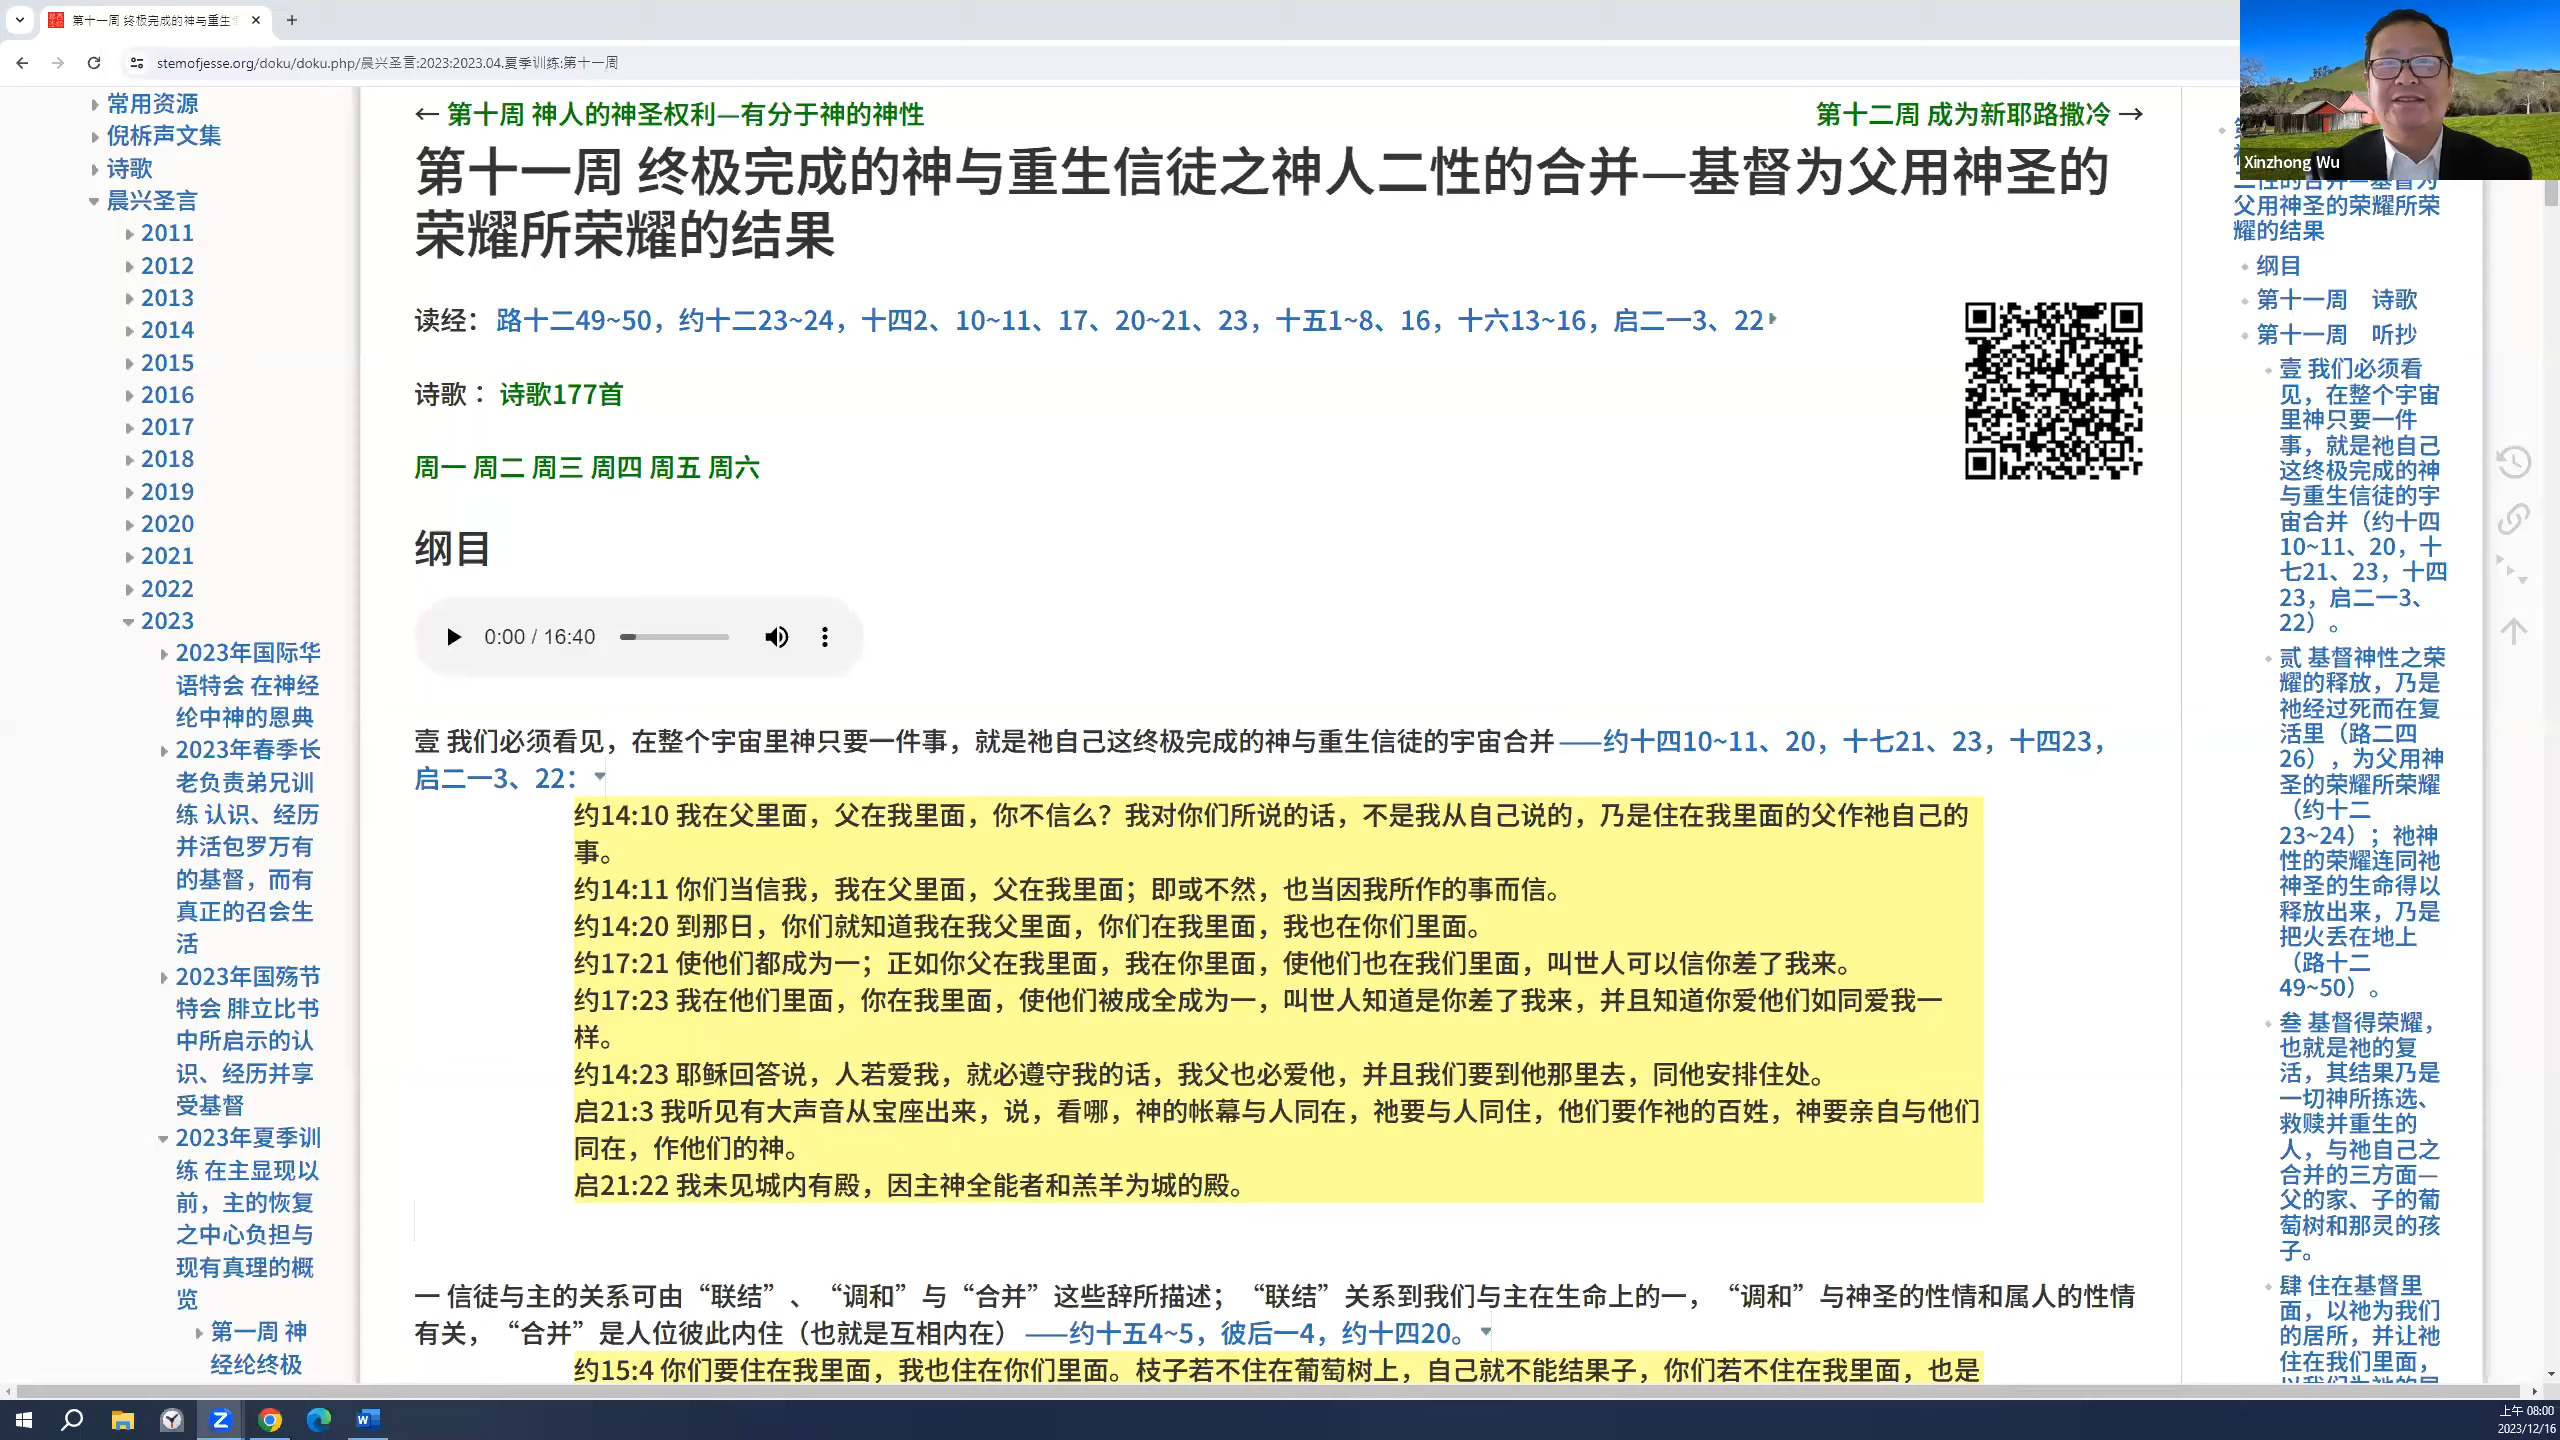 第十一周 终极完成的神与重生
stemofjesse.org/doku/doku.php/晨兴圣言:2023:2023.04.夏季训练:第十一周
Xinzhong Wu
常用资源
倪柝声文集
诗歌
晨兴圣言
2011
2012
2013
2014
2015
2016
2017
2018
2019
2020
2021
2022
2023
2023年国际华
语特会 在神经
纶中神的恩典
2023年春季长
老负责弟兄训
练 认识、经历
并活包罗万有
的基督，而有
真正的召会生
活
2023年国殇节
特会 腓立比书
中所启示的认
识、经历并享
受基督
2023年夏季训
练 在主显现以
前，主的恢复
之中心负担与
现有真理的概
览
第一周 神
经纶终极
← 第十周 神人的神圣权利—有分于神的神性
第十二周 成为新耶路撒冷 →
第十一周 终极完成的神与重生信徒之神人二性的合并—基督为父用神圣的
荣耀所荣耀的结果
读经： 路十二49~50，约十二23~24，十四2、10~11、17、20~21、23，十五1~8、16，十六13~16，启二一3、22
诗歌： 诗歌177首
周一 周二 周三 周四 周五 周六
纲目
0:00 / 16:40
壹 我们必须看见，在整个宇宙里神只要一件事，就是祂自己这终极完成的神与重生信徒的宇宙合并——约十四10~11、20，十七21、23，十四23，
启二一3、22：
约14:10 我在父里面，父在我里面，你不信么？我对你们所说的话，不是我从自己说的，乃是住在我里面的父作祂自己的
事。
约14:11 你们当信我，我在父里面，父在我里面；即或不然，也当因我所作的事而信。
约14:20 到那日，你们就知道我在我父里面，你们在我里面，我也在你们里面。
约17:21 使他们都成为一；正如你父在我里面，我在你里面，使他们也在我们里面，叫世人可以信你差了我来。
约17:23 我在他们里面，你在我里面，使他们被成全成为一，叫世人知道是你差了我来，并且知道你爱他们如同爱我一
样。
约14:23 耶稣回答说，人若爱我，就必遵守我的话，我父也必爱他，并且我们要到他那里去，同他安排住处。
启21:3 我听见有大声音从宝座出来，说，看哪，神的帐幕与人同在，祂要与人同住，他们要作祂的百姓，神要亲自与他们
同在，作他们的神。
启21:22 我未见城内有殿，因主神全能者和羔羊为城的殿。
一 信徒与主的关系可由“联结”、“调和”与“合并”这些辞所描述；“联结”关系到我们与主在生命上的一，“调和”与神圣的性情和属人的性情
有关，“合并”是人位彼此内住（也就是互相内在）——约十五4~5，彼后一4，约十四20。
约15:4 你们要住在我里面，我也住在你们里面。枝子若不住在葡萄树上，自己就不能结果子，你们若不住在我里面，也是
二性的合并—基督为
父用神圣的荣耀所荣
耀的结果
纲目
第十一周 诗歌
第十一周 听抄
壹 我们必须看
见，在整个宇宙
里神只要一件
事，就是祂自己
这终极完成的神
与重生信徒的宇
宙合并（约十四
10~11、20，十
七21、23，十四
23，启二一3、
22）。
贰 基督神性之荣
耀的释放，乃是
祂经过死而在复
活里（路二四
26），为父用神
圣的荣耀所荣耀
（约十二
23~24）；祂神
性的荣耀连同祂
神圣的生命得以
释放出来，乃是
把火丢在地上
（路十二
49~50）。
叁 基督得荣耀，
也就是祂的复
活，其结果乃是
一切神所拣选、
救赎并重生的
人，与祂自己之
合并的三方面—
父的家、子的葡
萄树和那灵的孩
子。
肆 住在基督里
面，以祂为我们
的居所，并让祂
住在我们里面，
上午 08:00
2023/12/16